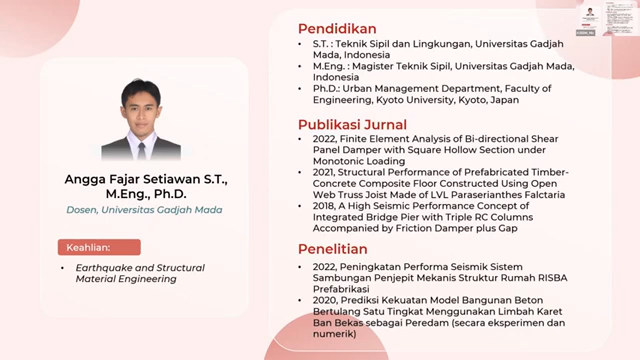 Angga Fajar Setiawan S.T.,
M.Eng., Ph.D.
Dosen, Universitas Gadjah Mada
Keahlian:
• Earthquake and Structural
Material Engineering
Pendidikan
• S.T. : Teknik Sipil dan Lingkungan, Universitas Gadjah
Mada, Indonesia
• M.Eng. : Magister Teknik Sipil, Universitas Gadjah Mada,
Indonesia
• Ph.D.: Urban Management Department, Faculty of
Engineering, Kyoto University, Kyoto, Japan
Publikasi Jurnal
• 2022, Finite Element Analysis of Bi-directional Shear
Panel Damper with Square Hollow Section under
Monotonic Loading
• 2021, Structural Performance of Prefabricated Timber-
Concrete Composite Floor Constructed Using Open
Web Truss Joist Made of LVL Paraserianthes Falctaria
• 2018, A High Seismic Performance Concept of
Integrated Bridge Pier with Triple RC Columns
Accompanied by Friction Damper plus Gap
Penelitian
• 2022, Peningkatan Performa Seismik Sistem
Sambungan Penjepit Mekanis Struktur Rumah RISBA
Prefabrikasi
• 2020, Prediksi Kekuatan Model Bangunan Beton
Bertulang Satu Tingkat Menggunakan Limbah Karet
Ban Bekas sebagai Peredam (secara eksperimen dan
numerik)